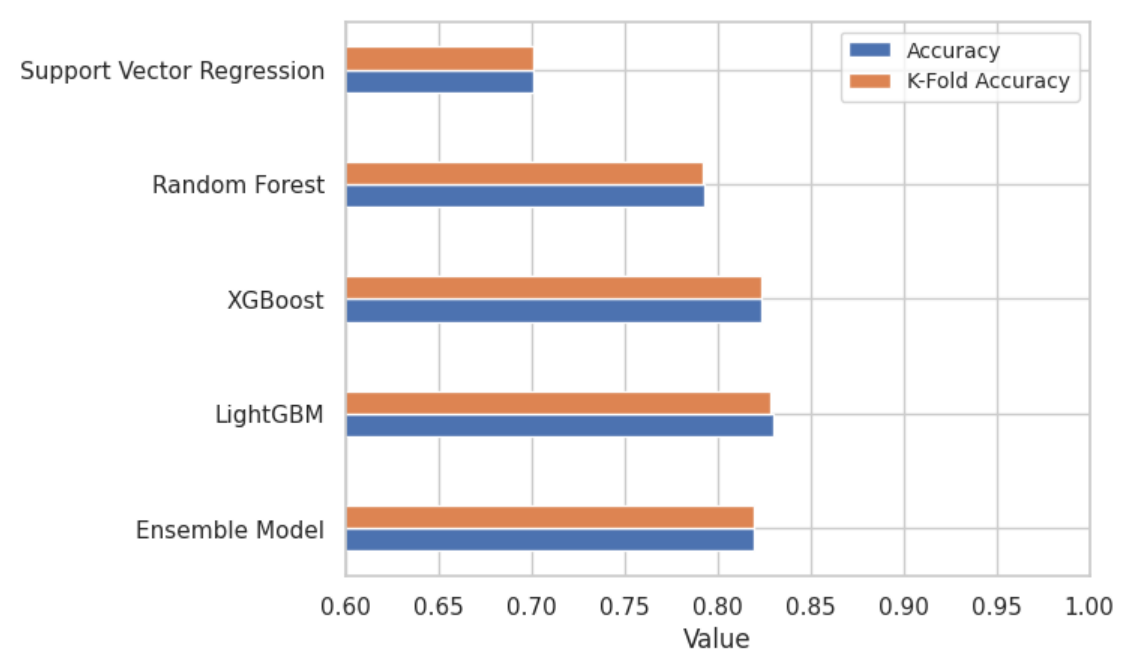 Support Vector Regression
Random Forest
XGBoost
LightGBM
Ensemble Model
Accuracy
K-Fold Accuracy
0.60 0.65 0.70 0.75 0.80 0.85 0.90 0.95 1.00
Value